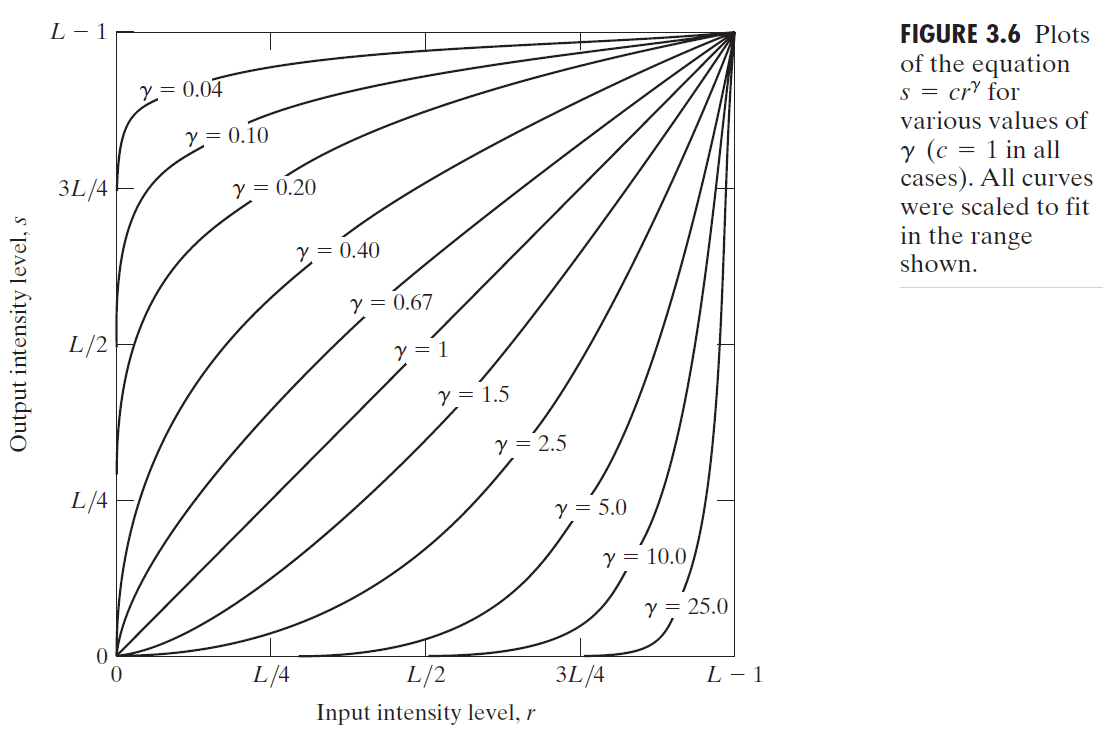 L − 1
3L/4
L/2
L/4
0
Output intensity level, s
γ = 0.04
γ = 0.10
γ = 0.20
γ = 0.40
γ = 0.67
γ = 1
γ = 1.5
γ = 2.5
γ = 5.0
γ = 10.0
γ = 25.0
0
L/4
L/2
3L/4
L − 1
Input intensity level, r
FIGURE 3.6 Plots
of the equation
s = crᵞ for
various values of
γ (c = 1 in all
cases). All curves
were scaled to fit
in the range
shown.